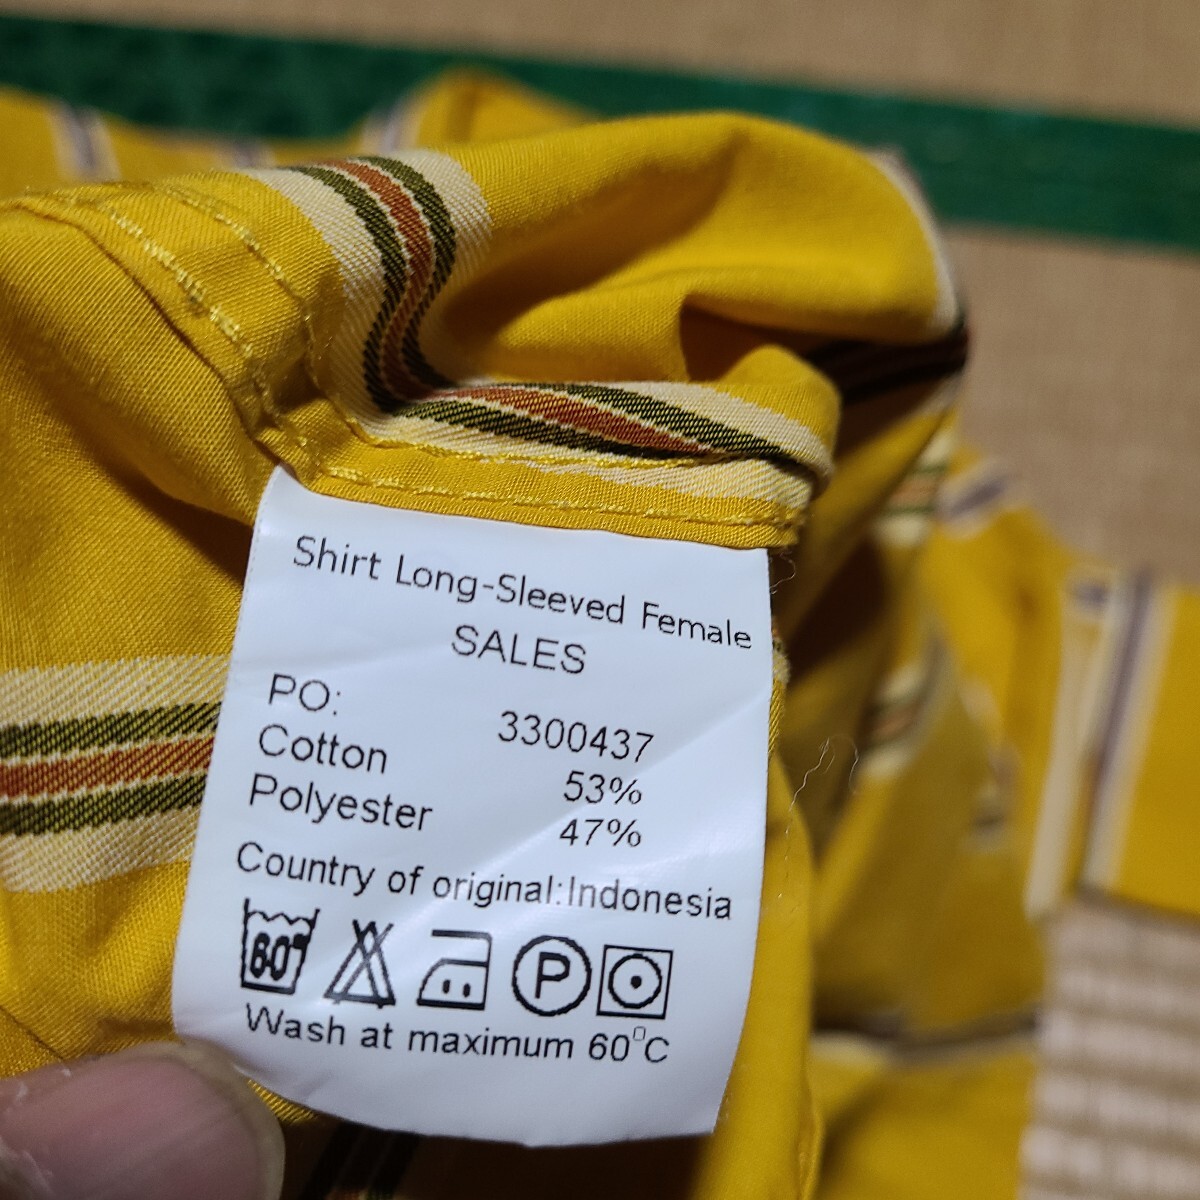 Shirt Long-Sleeved Female
SALES
PO: 3300437
Cotton 53%
Polyester 47%
Country of original:Indonesia
60° P
Wash at maximum 60°C